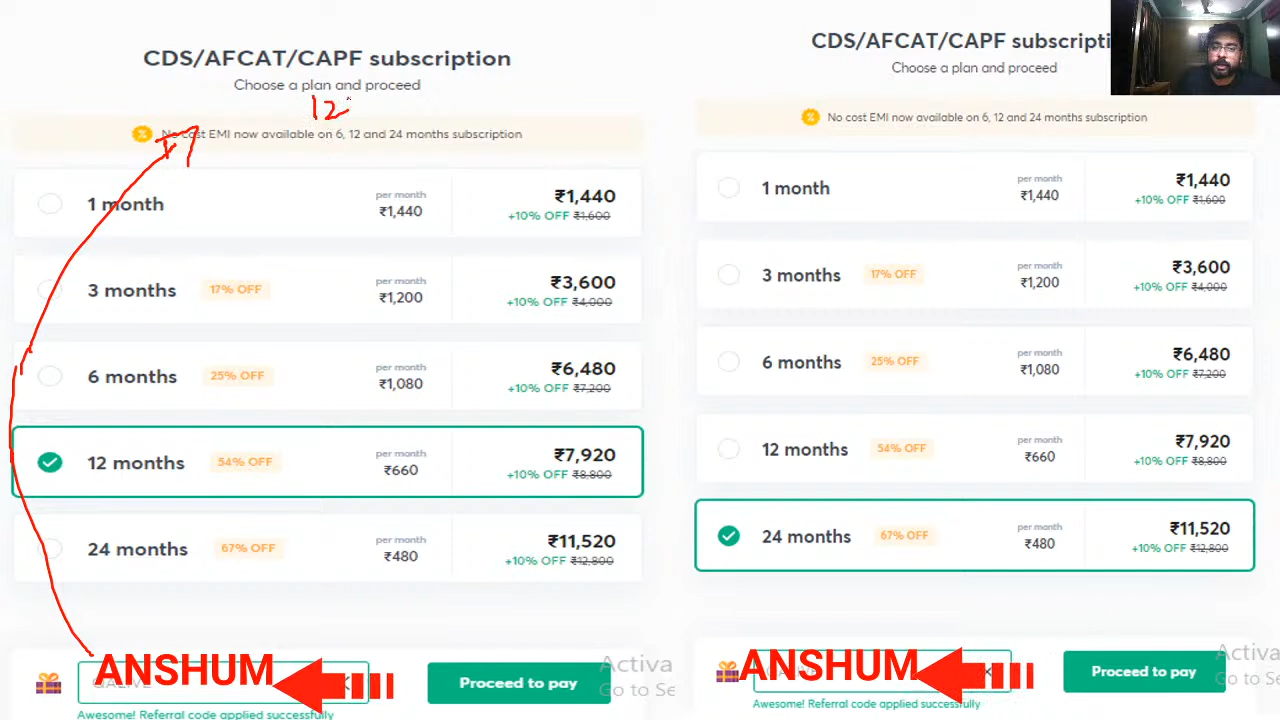 CDS/AFCAT/CAPF subscription
Choose a plan and proceed
12
No cost EMI now available on 6, 12 and 24 months subscription
1 month
per month
₹1,440
₹1,440
+10% OFF ₹1,600
3 months
17% OFF
per month
₹1,200
₹3,600
+10% OFF ₹4,000
6 months
25% OFF
per month
₹1,080
₹6,480
+10% OFF ₹7,200
12 months
54% OFF
per month
₹660
₹7,920
+10% OFF ₹8,800
24 months
67% OFF
per month
₹480
₹11,520
+10% OFF ₹12,800
ANSHUM
Proceed to pay
Awesome! Referral code applied successfully
Activa
Go to Se
CDS/AFCAT/CAPF subscripti
Choose a plan and proceed
No cost EMI now available on 6, 12 and 24 months subscription
1 month
per month
₹1,440
₹1,440
+10% OFF ₹1,600
3 months
17% OFF
per month
₹1,200
₹3,600
+10% OFF ₹4,000
6 months
25% OFF
per month
₹1,080
₹6,480
+10% OFF ₹7,200
12 months
54% OFF
per month
₹660
₹7,920
+10% OFF ₹8,800
24 months
67% OFF
per month
₹480
₹11,520
+10% OFF ₹12,800
ANSHUM
Proceed to pay
Awesome! Referral code applied successfully
Activa
Go to Se